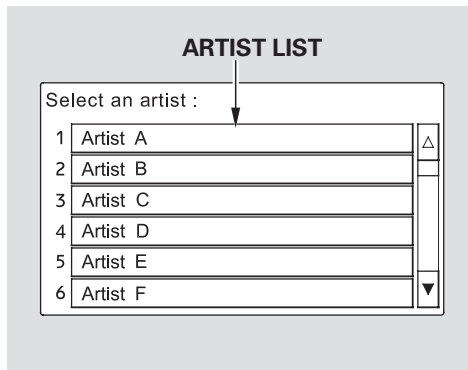 ARTIST LIST
Select an artist :
1 Artist A
2 Artist B
3 Artist C
4 Artist D
5 Artist E
6 Artist F